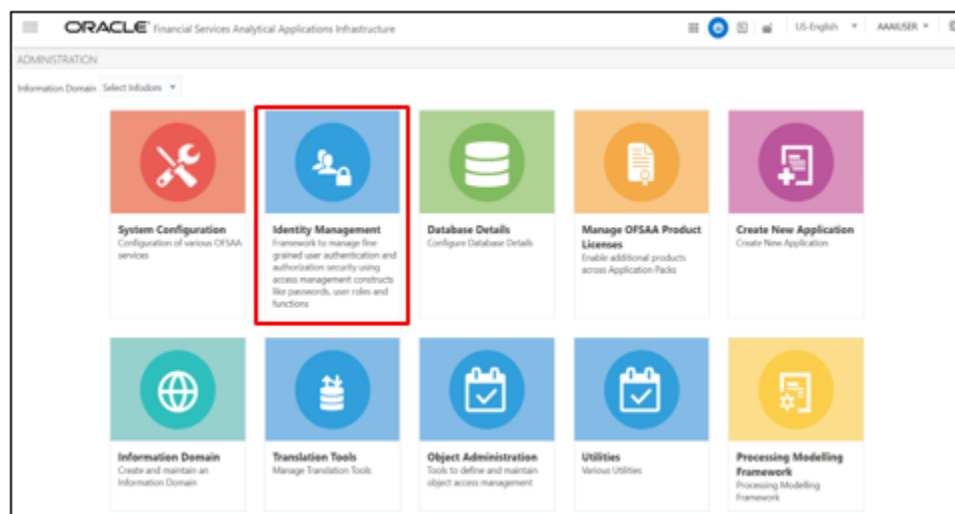 ORACLE Financial Services Analytical Applications Infrastructure
US-English
AAAIUSER
ADMINISTRATION
Information Domain Select Infodom
System Configuration
Configuration of various OFSAA
services
Identity Management
Framework to manage fine
grained user authentication and
authorization security using
access management constructs
like passwords, user roles and
functions
Database Details
Configure Database Details
Manage OFSAA Product
Licenses
Enable additional products
across Application Packs
Create New Application
Create New Application
Information Domain
Create and maintain an
Information Domain
Translation Tools
Manage Translation Tools
Object Administration
Tools to define and maintain
object access management
Utilities
Various Utilities
Processing Modelling
Framework
Processing Modelling
Framework